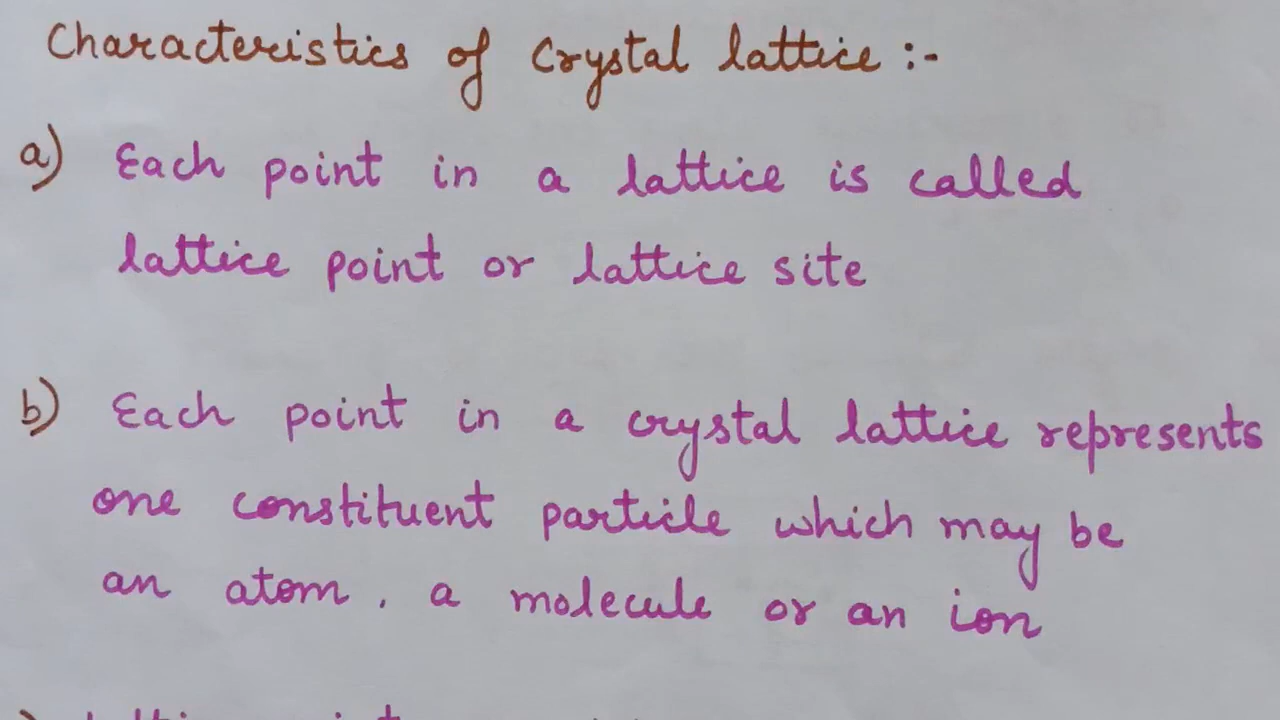 Characteristics of Crystal lattice :-
a) Each point in a lattice is called
lattice point or lattice site
b) Each point in a crystal lattice represents
one constituent particle which may be
an atom, a molecule or an ion